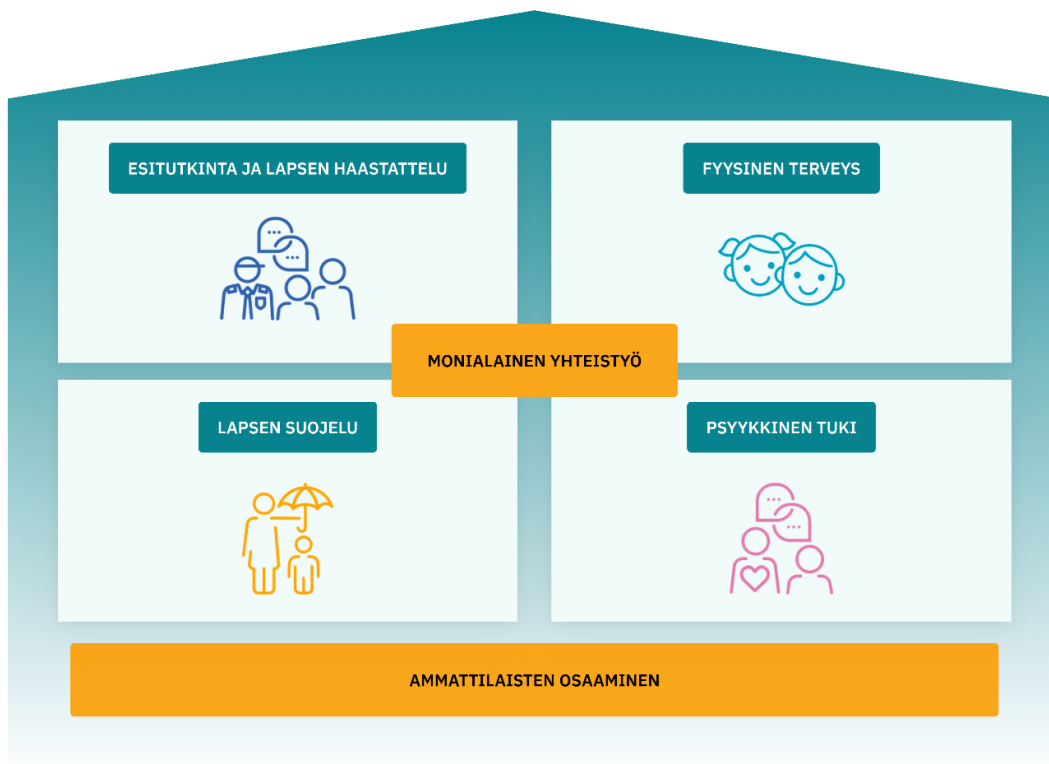 ESITUTKINTA JA LAPSEN HAASTATTELU
FYYSINEN TERVEYS
MONIALAINEN YHTEISTYÖ
LAPSEN SUOJELU
PSYYKKINEN TUKI
AMMATTILAISTEN OSAAMINEN